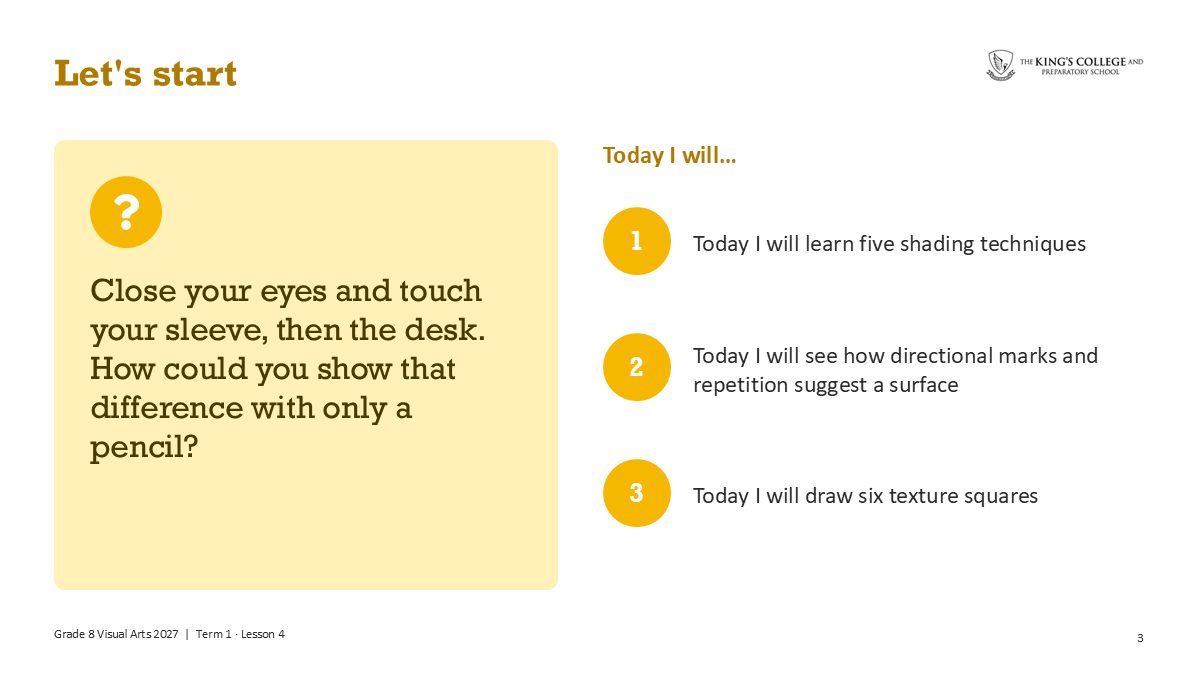 Let's start
THE KING'S COLLEGE AND
PREPARATORY SCHOOL
?
Close your eyes and touch
your sleeve, then the desk.
How could you show that
difference with only a
pencil?
Today I will...
1
Today I will learn five shading techniques
2
Today I will see how directional marks and
repetition suggest a surface
3
Today I will draw six texture squares
Grade 8 Visual Arts 2027 | Term 1 · Lesson 4
3